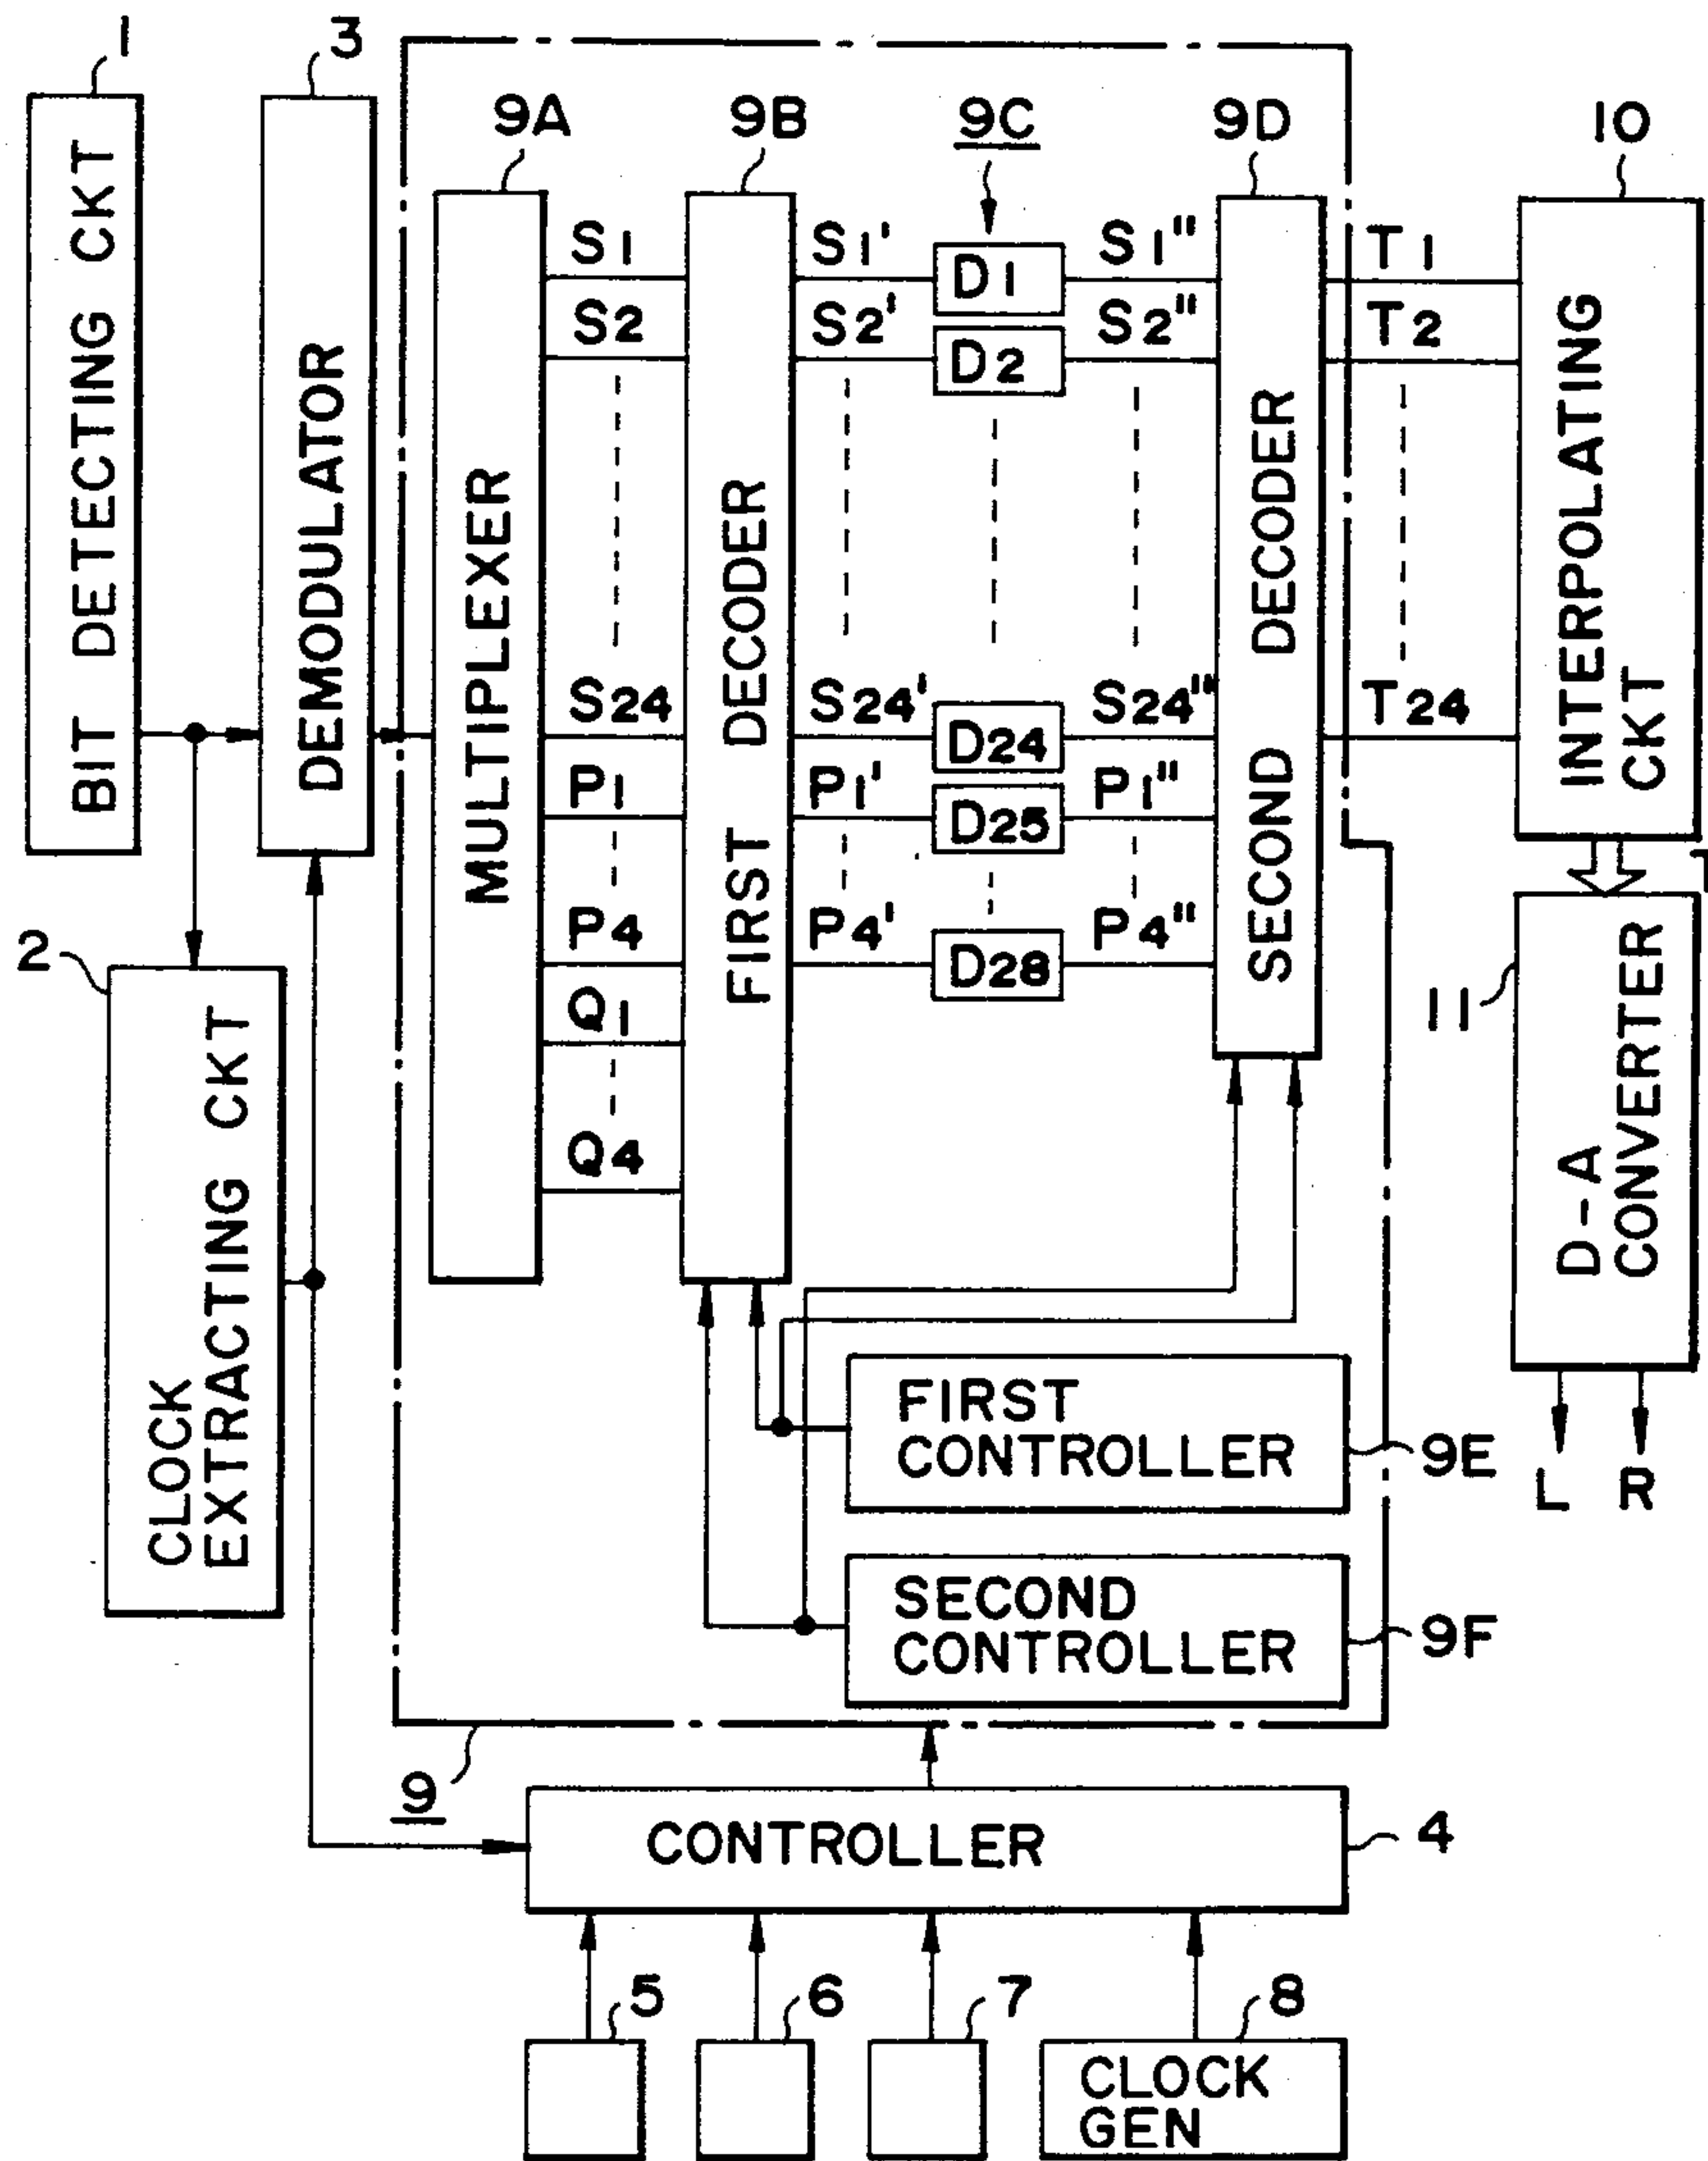 1
3
9A
9B
9C
9D
10
BIT DETECTING CKT
DEMODULATOR
MULTIPLEXER
FIRST DECODER
SECOND DECODER
INTERPOLATING
CKT
S1
S1'
D1
S1"
T1
S2
S2'
D2
S2"
T2
S24
S24'
D24
S24"
T24
P1
P1'
D25
P1"
P4
P4'
D28
P4"
Q1
Q4
2
CLOCK
EXTRACTING CKT
11
D-A
CONVERTER
L R
FIRST
CONTROLLER
9E
SECOND
CONTROLLER
9F
9
CONTROLLER
4
5
6
7
8
CLOCK
GEN